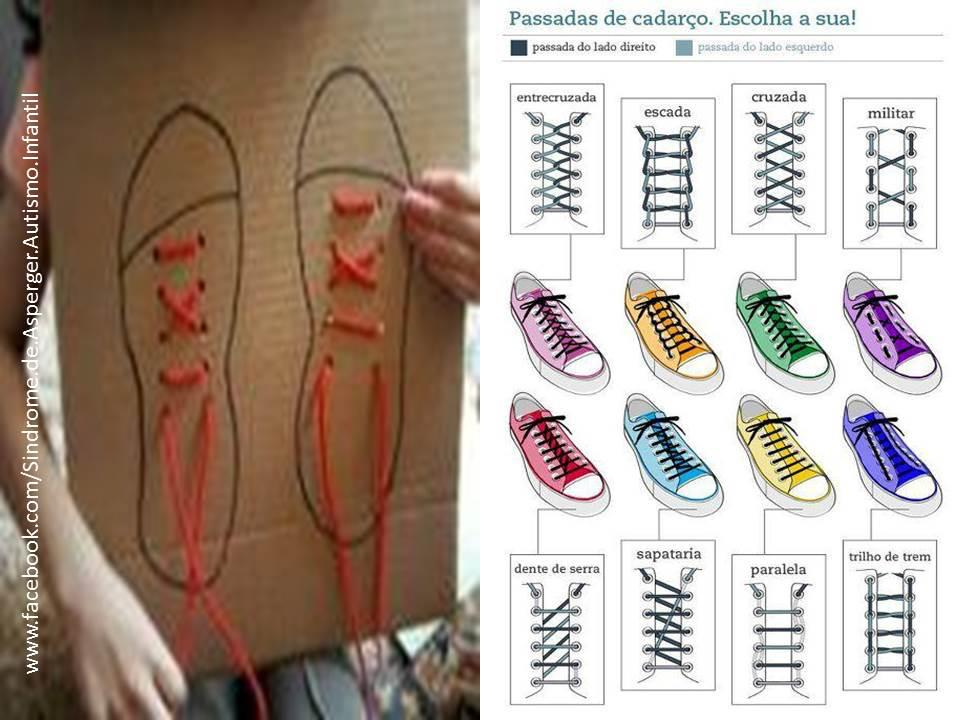 www.facebook.com/Sindrome.de.Asperger.Autismo.Infantil
Passadas de cadarço. Escolha a sua!
passada do lado direito
passada do lado esquerdo
entrecruzada
escada
cruzada
militar
dente de serra
sapataria
paralela
trilho de trem